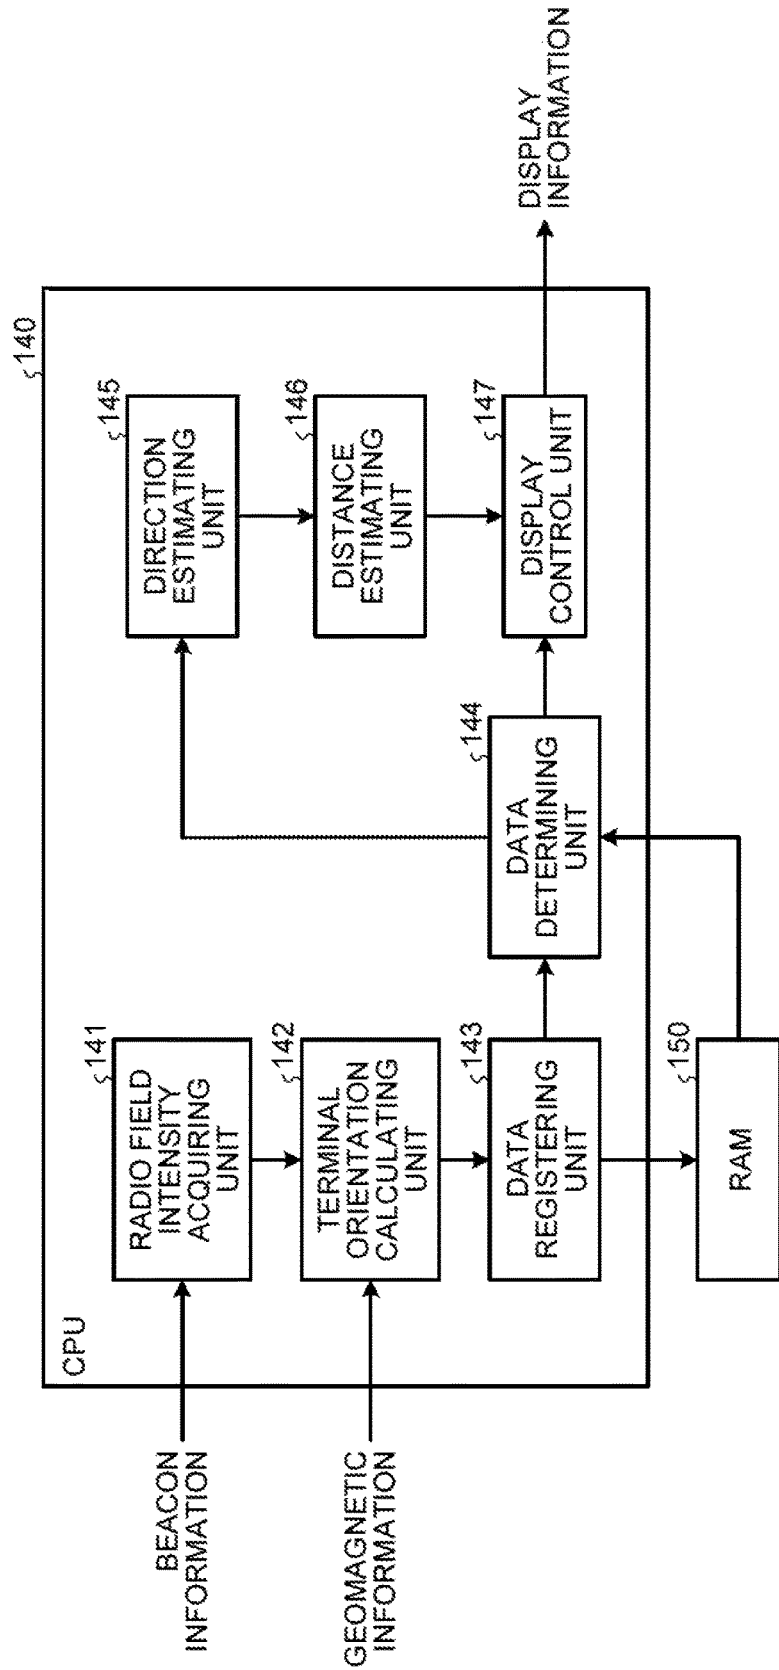 140
CPU
BEACON
INFORMATION
GEOMAGNETIC
INFORMATION
141
RADIO FIELD
INTENSITY
ACQUIRING
UNIT
142
TERMINAL
ORIENTATION
CALCULATING
UNIT
143
DATA
REGISTERING
UNIT
150
RAM
144
DATA
DETERMINING
UNIT
145
DIRECTION
ESTIMATING
UNIT
146
DISTANCE
ESTIMATING
UNIT
147
DISPLAY
CONTROL UNIT
DISPLAY
INFORMATION